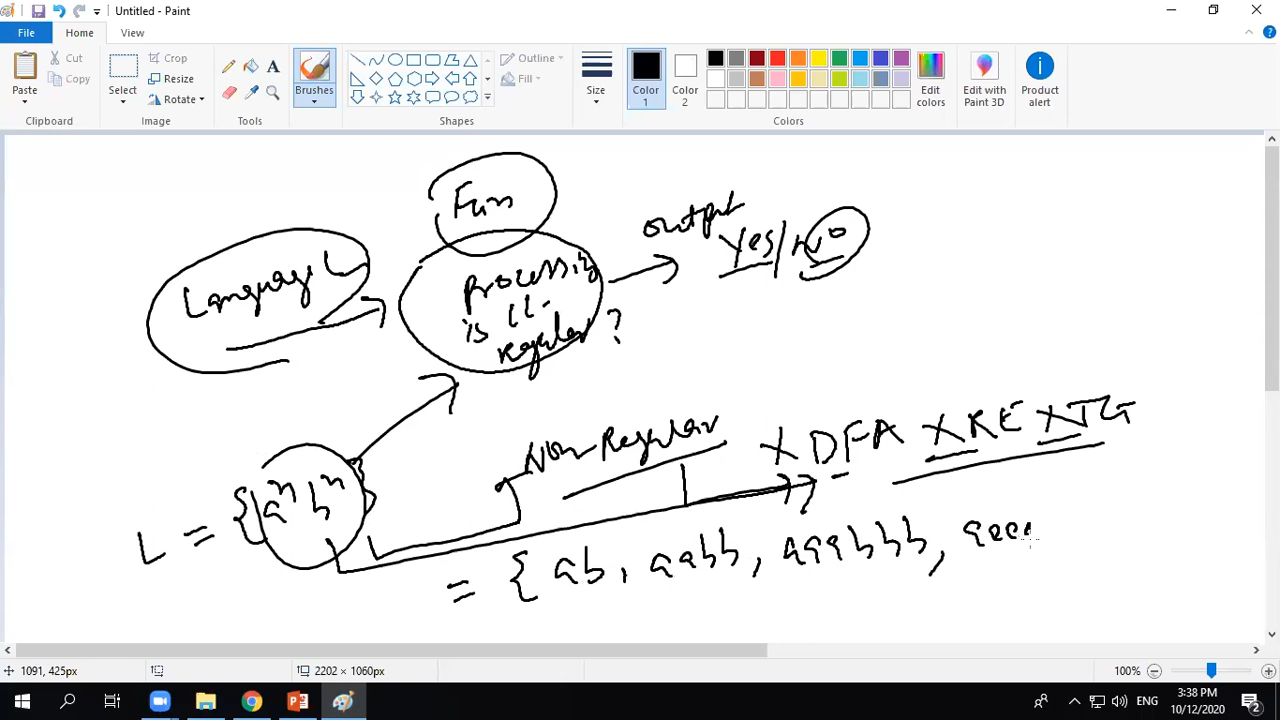 Untitled - Paint
File
Home
View
Paste
Cut
Copy
Clipboard
Select
Crop
Resize
Rotate
Image
Tools
Brushes
Outline
Fill
Shapes
Size
Color 1
Color 2
Colors
Edit colors
Edit with Paint 3D
Product alert
Fun
Language L
Processing
is LL
regular ?
output
Yes/No
Non-Regular
X DFA X RE X TG
L = {a^n b^n}
= { ab, aabb, aaabbb, aaaa
1091, 425px
2202 × 1060px
100%
ENG
3:38 PM
10/12/2020
2